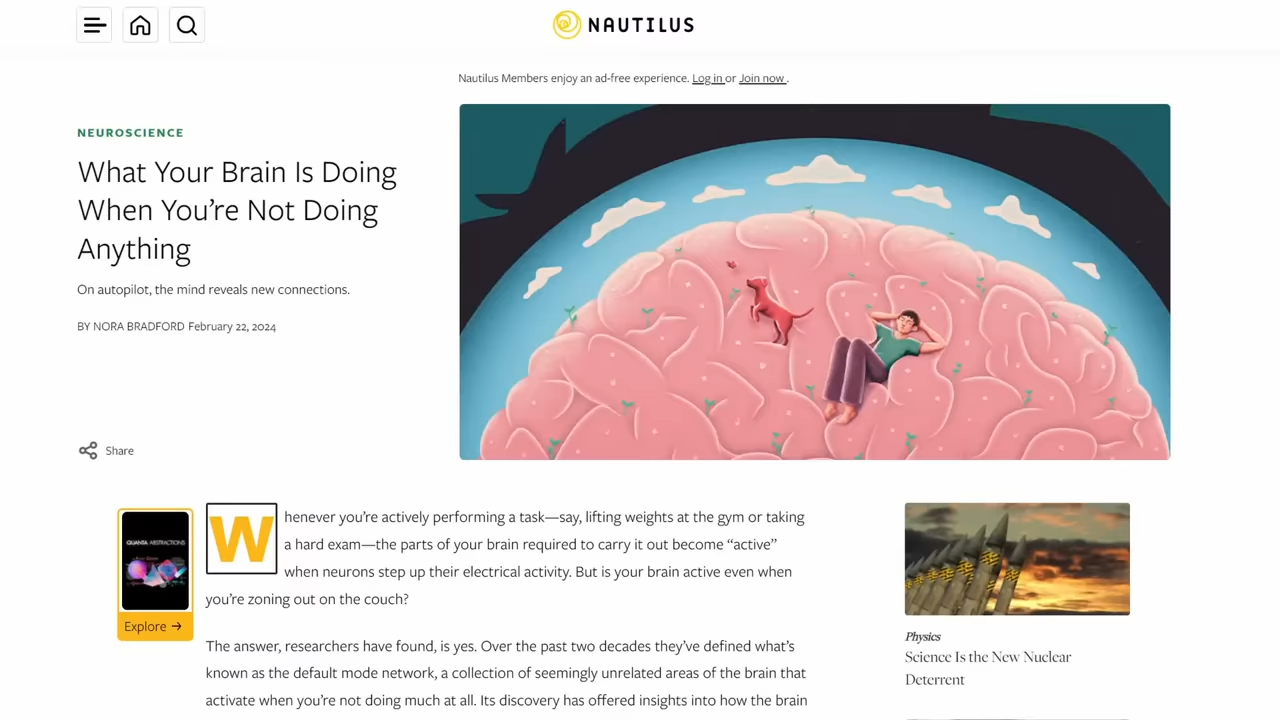 NAUTILUS
Nautilus Members enjoy an ad-free experience. Log in or Join now .
NEUROSCIENCE
What Your Brain Is Doing
When You’re Not Doing
Anything
On autopilot, the mind reveals new connections.
BY NORA BRADFORD February 22, 2024
Share
QUANTA ABSTRACTIONS
Explore →
Whenever you’re actively performing a task—say, lifting weights at the gym or taking
a hard exam—the parts of your brain required to carry it out become “active”
when neurons step up their electrical activity. But is your brain active even when
you’re zoning out on the couch?
The answer, researchers have found, is yes. Over the past two decades they’ve defined what’s
known as the default mode network, a collection of seemingly unrelated areas of the brain that
activate when you’re not doing much at all. Its discovery has offered insights into how the brain
Physics
Science Is the New Nuclear
Deterrent